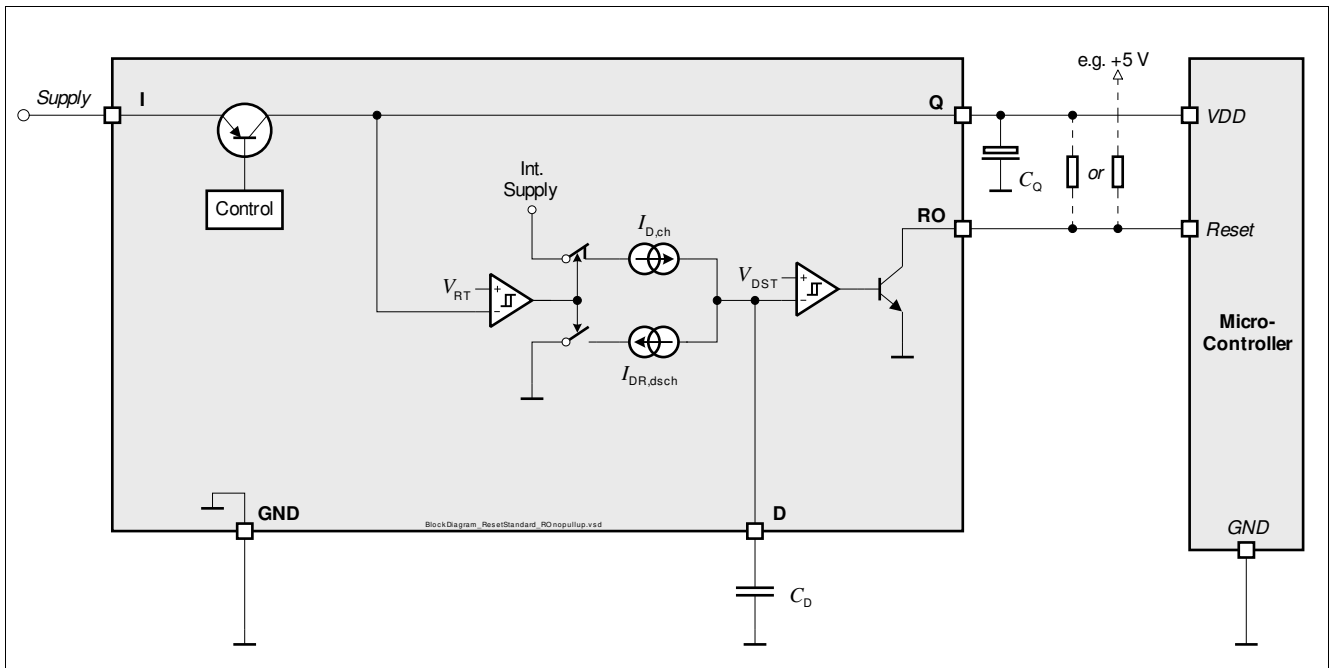 e.g. +5 V
Supply
I
Q
VDD
Int.
Supply
C_Q
or
Control
RO
I_D,ch
Reset
V_RT
+
−
V_DST
+
−
Micro-
Controller
I_DR,dsch
GND
BlockDiagram_ResetStandard_ROnopullup.vsd
D
GND
C_D